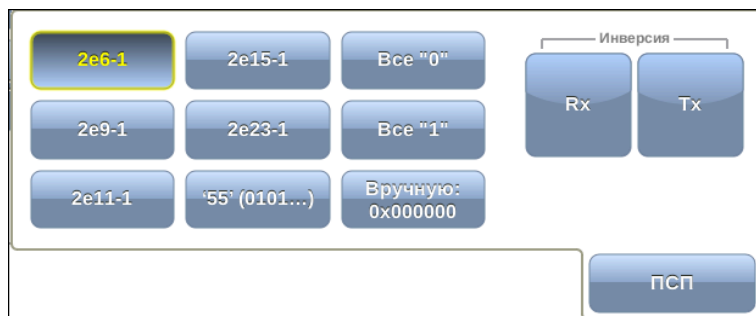 Инверсия
2e6-1 2e15-1 Все "0"
Rx Tx
2e9-1 2e23-1 Все "1"
2e11-1 '55' (0101...) Вручную:
0x000000
ПСП